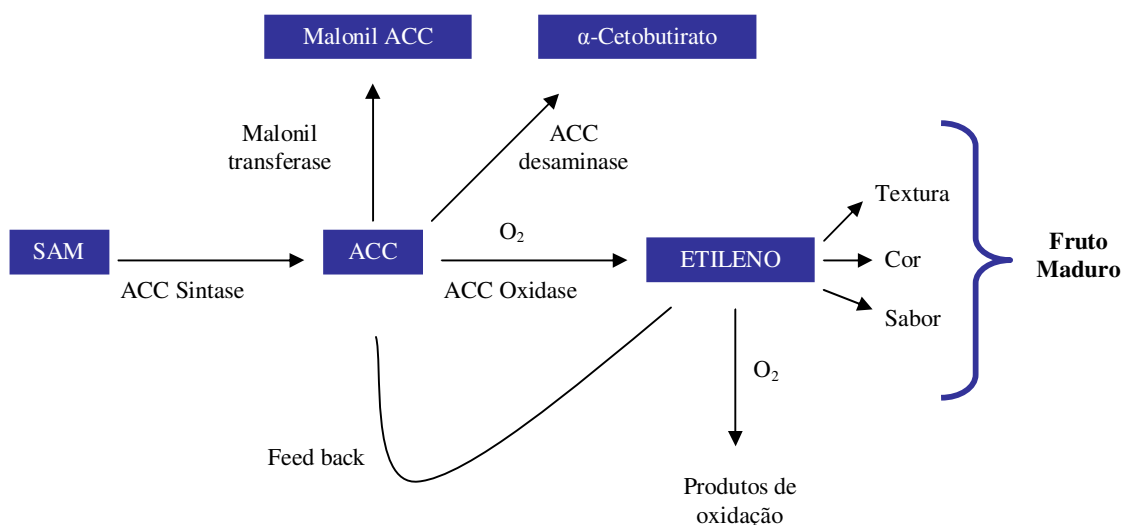 Malonil ACC
α-Cetobutirato
Malonil
transferase
ACC
desaminase
Textura
SAM
ACC
O₂
ETILENO
Cor
Fruto
Maduro
ACC Sintase
ACC Oxidase
Sabor
O₂
Feed back
Produtos de
oxidação